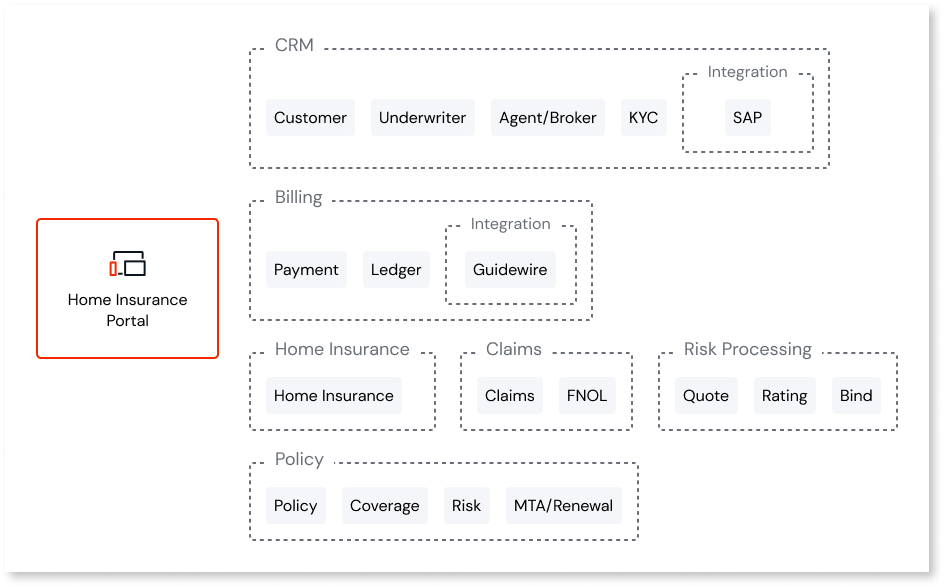 CRM
Integration
Customer
Underwriter
Agent/Broker
KYC
SAP
Billing
Integration
Payment
Ledger
Guidewire
Home Insurance
Portal
Home Insurance
Claims
Risk Processing
Home Insurance
Claims
FNOL
Quote
Rating
Bind
Policy
Policy
Coverage
Risk
MTA/Renewal